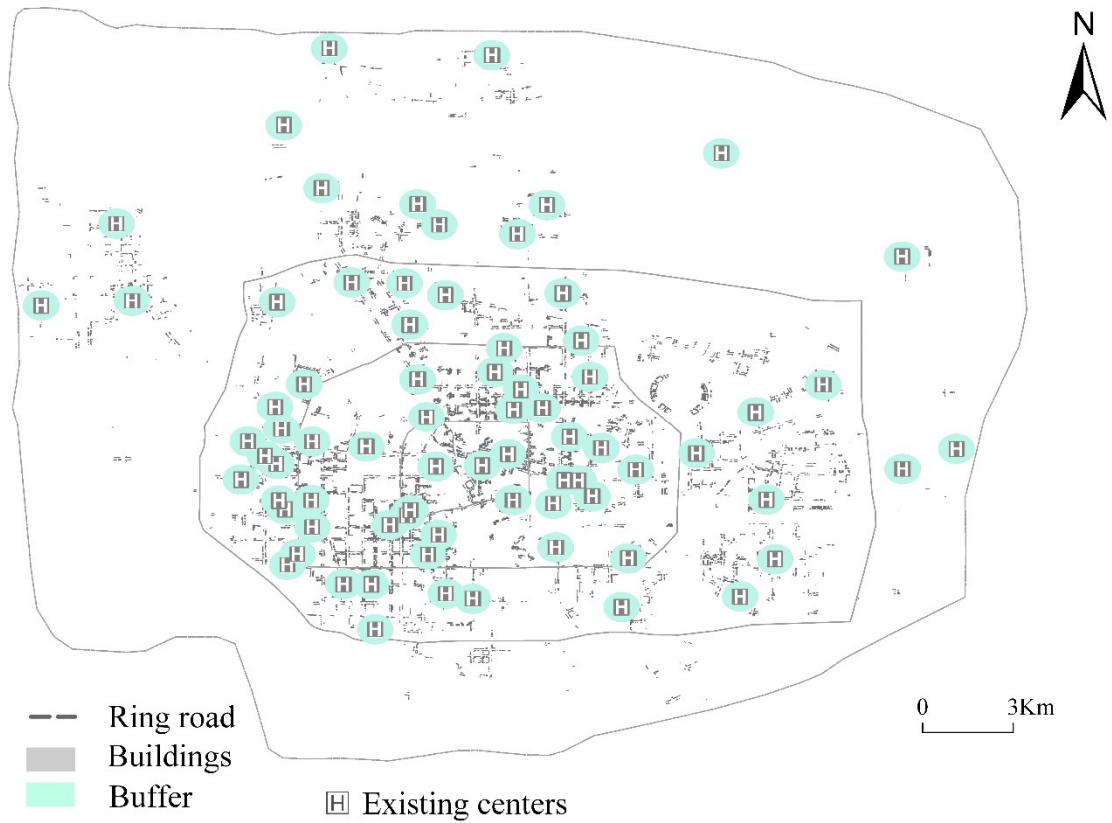 N
0 3Km
Ring road
Buildings
Buffer
H Existing centers